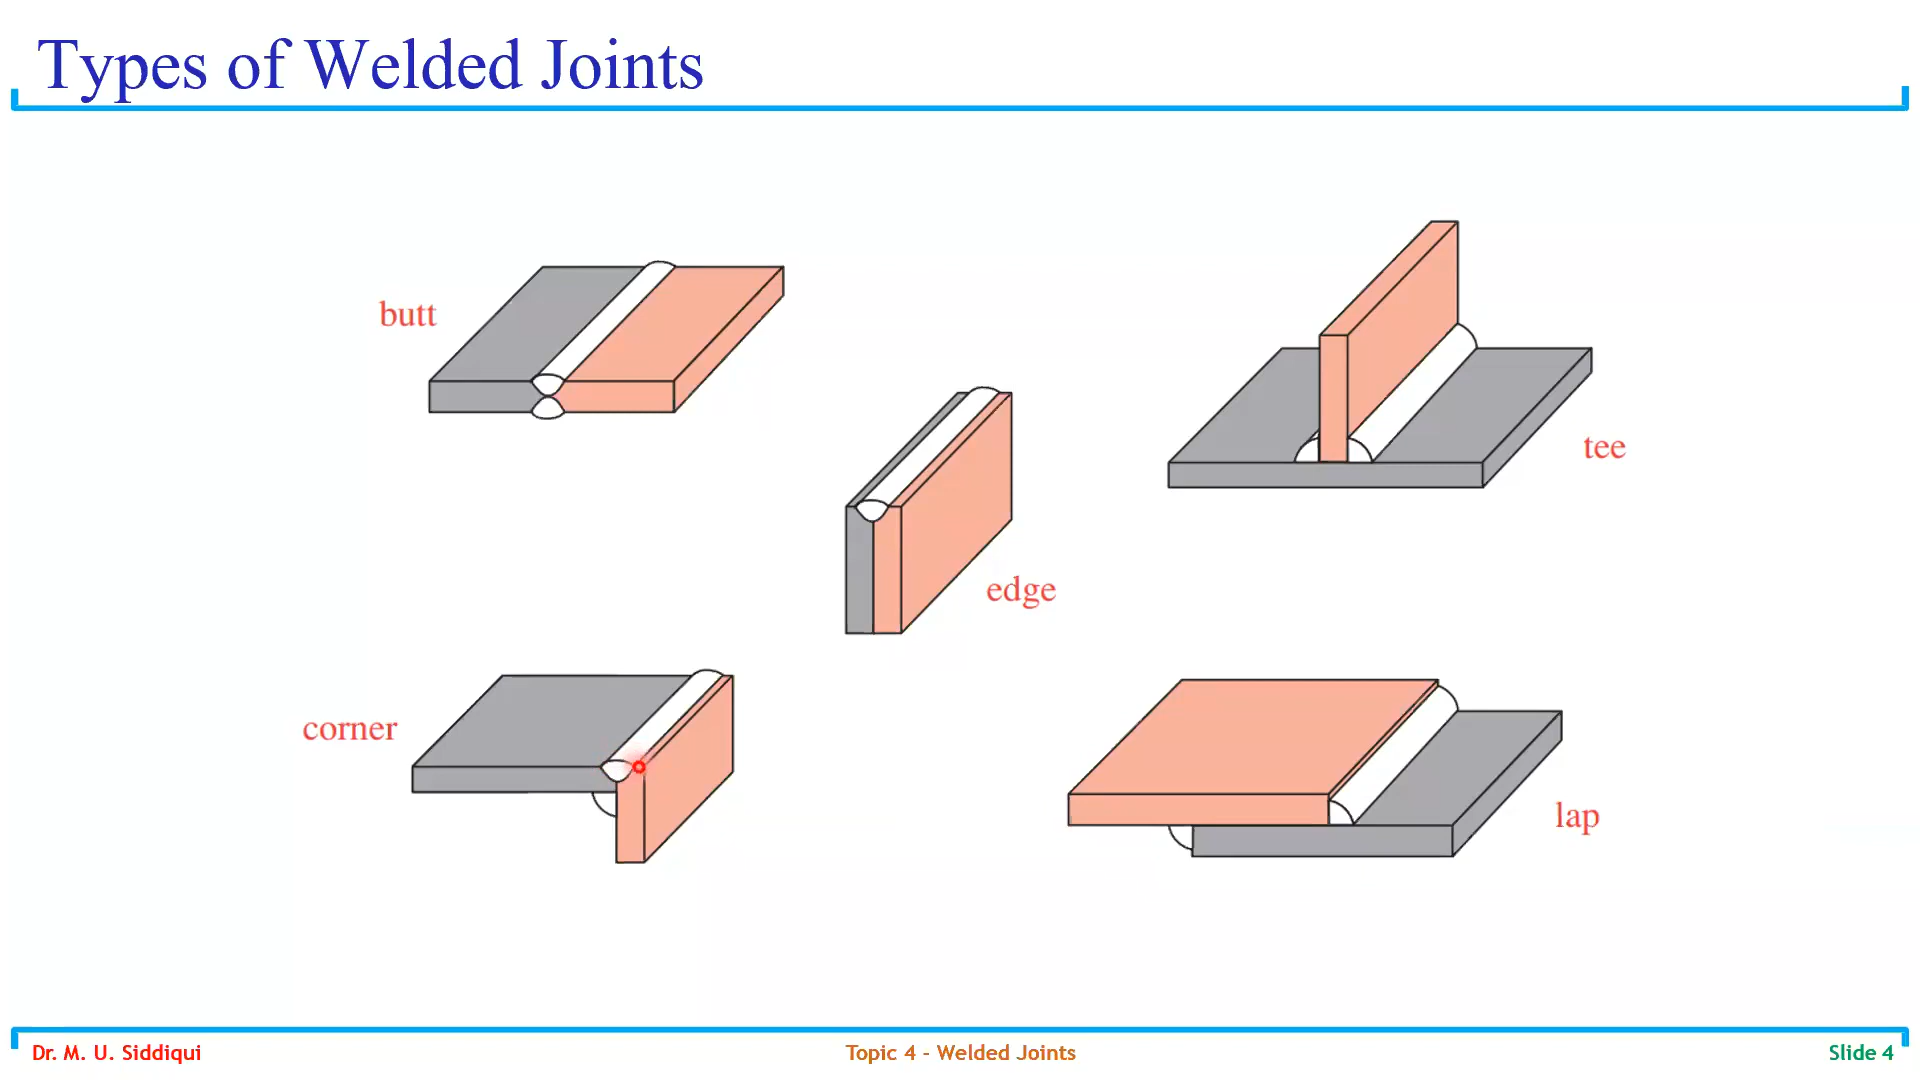 Types of Welded Joints
butt
tee
edge
corner
lap
Dr. M. U. Siddiqui
Topic 4 - Welded Joints
Slide 4